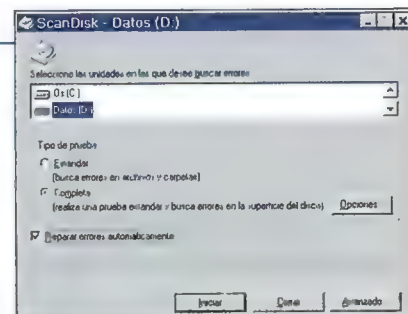 ScanDisk - Datos (D:)
Seleccione las unidades en las que desee buscar errores
Os (C:)
Datos (D:)
Tipo de prueba
Estándar
(busca errores en archivos y carpetas)
Completa
(realiza una prueba estándar y busca errores en la superficie del disco)
Opciones
Reparar errores automáticamente
Iniciar Cerrar Avanzado